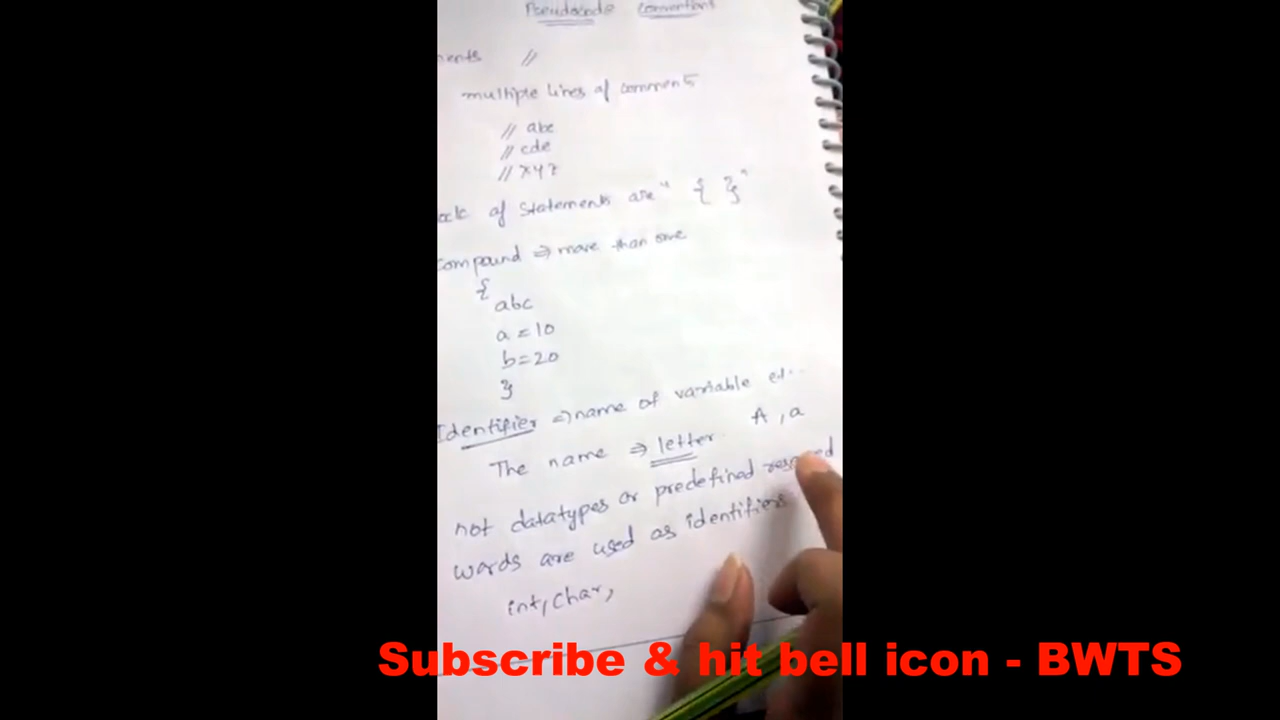 Pseudocode Conventions
ments //
multiple lines of comments
// abc
// cde
// xyz
ock of statements are " { } "
Compound ⇒ more than one
{
abc
a = 10
b = 20
}
Identifier ⇒ name of variable et..
The name ⇒ letter A, a
not datatypes or predefined
words are used as identifiers
int, char,
Subscribe & hit bell icon - BWTS